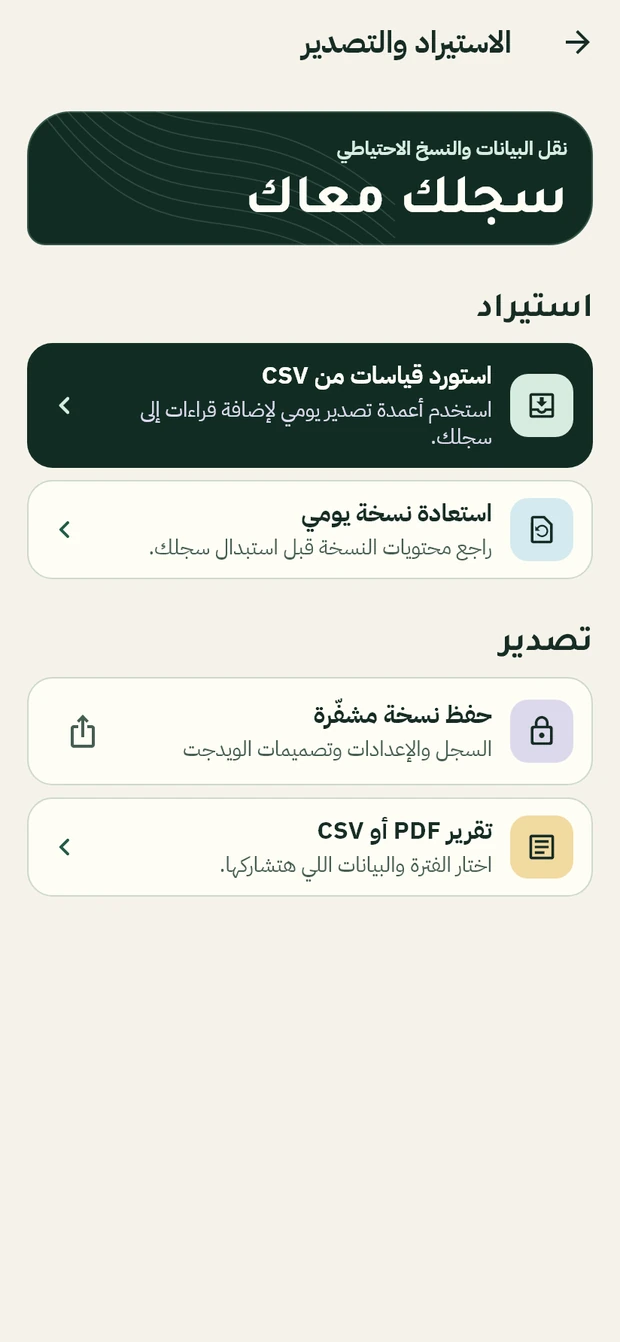 الاستيراد والتصدير
نقل البيانات والنسخ الاحتياطي
سجلك معاك
استيراد
استورد قياسات من CSV
استخدم أعمدة تصدير يومي لإضافة قراءات إلى
سجلك.
استعادة نسخة يومي
راجع محتويات النسخة قبل استبدال سجلك.
تصدير
حفظ نسخة مشفّرة
السجل والإعدادات وتصميمات الويدجت
تقرير PDF أو CSV
اختار الفترة والبيانات اللي هتشاركها.